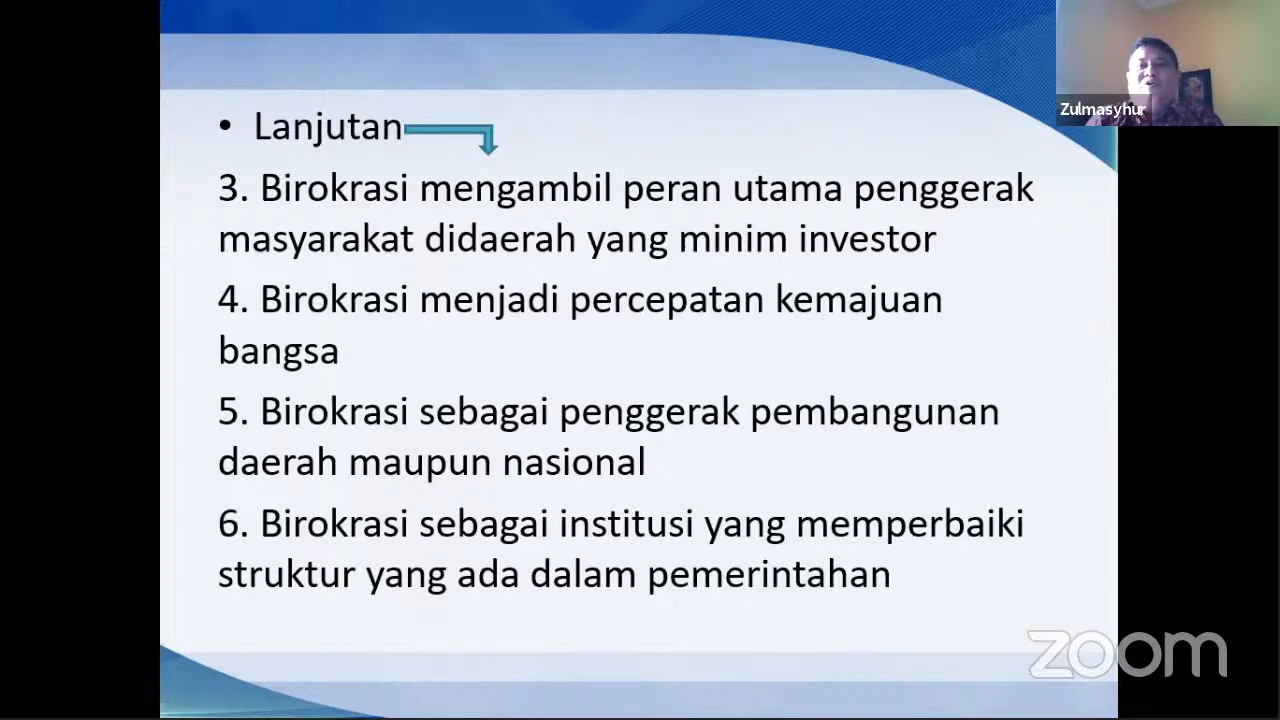 • Lanjutan
3. Birokrasi mengambil peran utama penggerak
masyarakat didaerah yang minim investor
4. Birokrasi menjadi percepatan kemajuan
bangsa
5. Birokrasi sebagai penggerak pembangunan
daerah maupun nasional
6. Birokrasi sebagai institusi yang memperbaiki
struktur yang ada dalam pemerintahan
Zulmasyhur
zoom